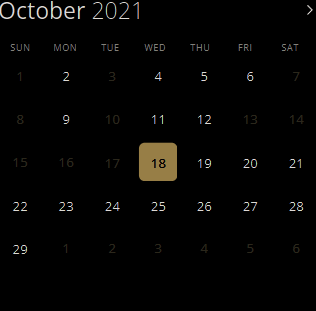 October 2021
SUN MON TUE WED THU FRI SAT
1 2 3 4 5 6 7
8 9 10 11 12 13 14
15 16 17 18 19 20 21
22 23 24 25 26 27 28
29 1 2 3 4 5 6